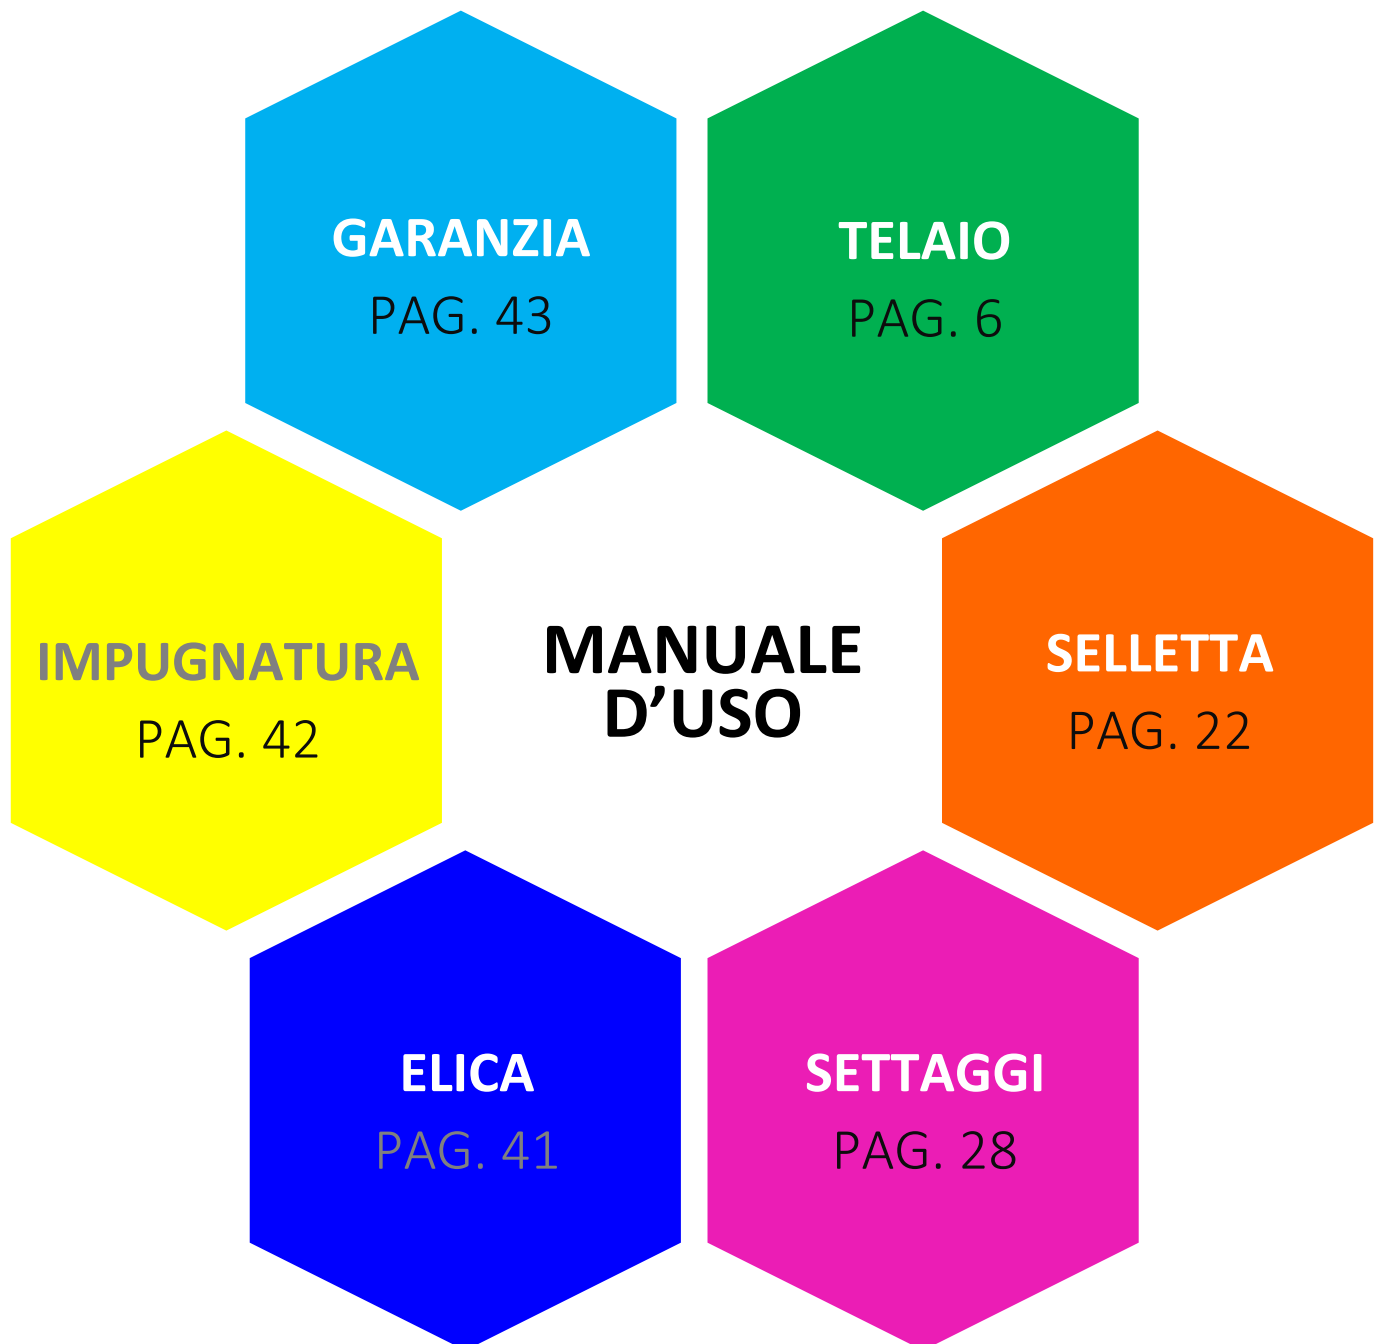 GARANZIA
PAG. 43
TELAIO
PAG. 6
IMPUGNATURA
PAG. 42
MANUALE
D’USO
SELLETTA
PAG. 22
ELICA
PAG. 41
SETTAGGI
PAG. 28